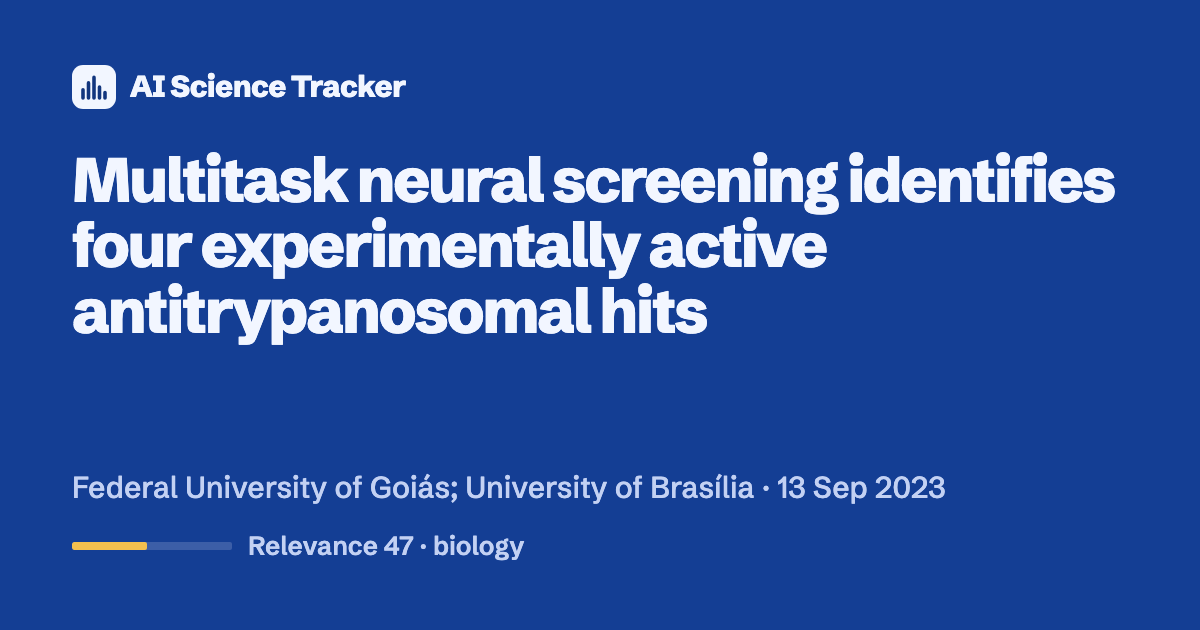 AI Science Tracker
Multitask neural screening identifies
four experimentally active
antitrypanosomal hits
Federal University of Goiás; University of Brasília · 13 Sep 2023
Relevance 47 · biology